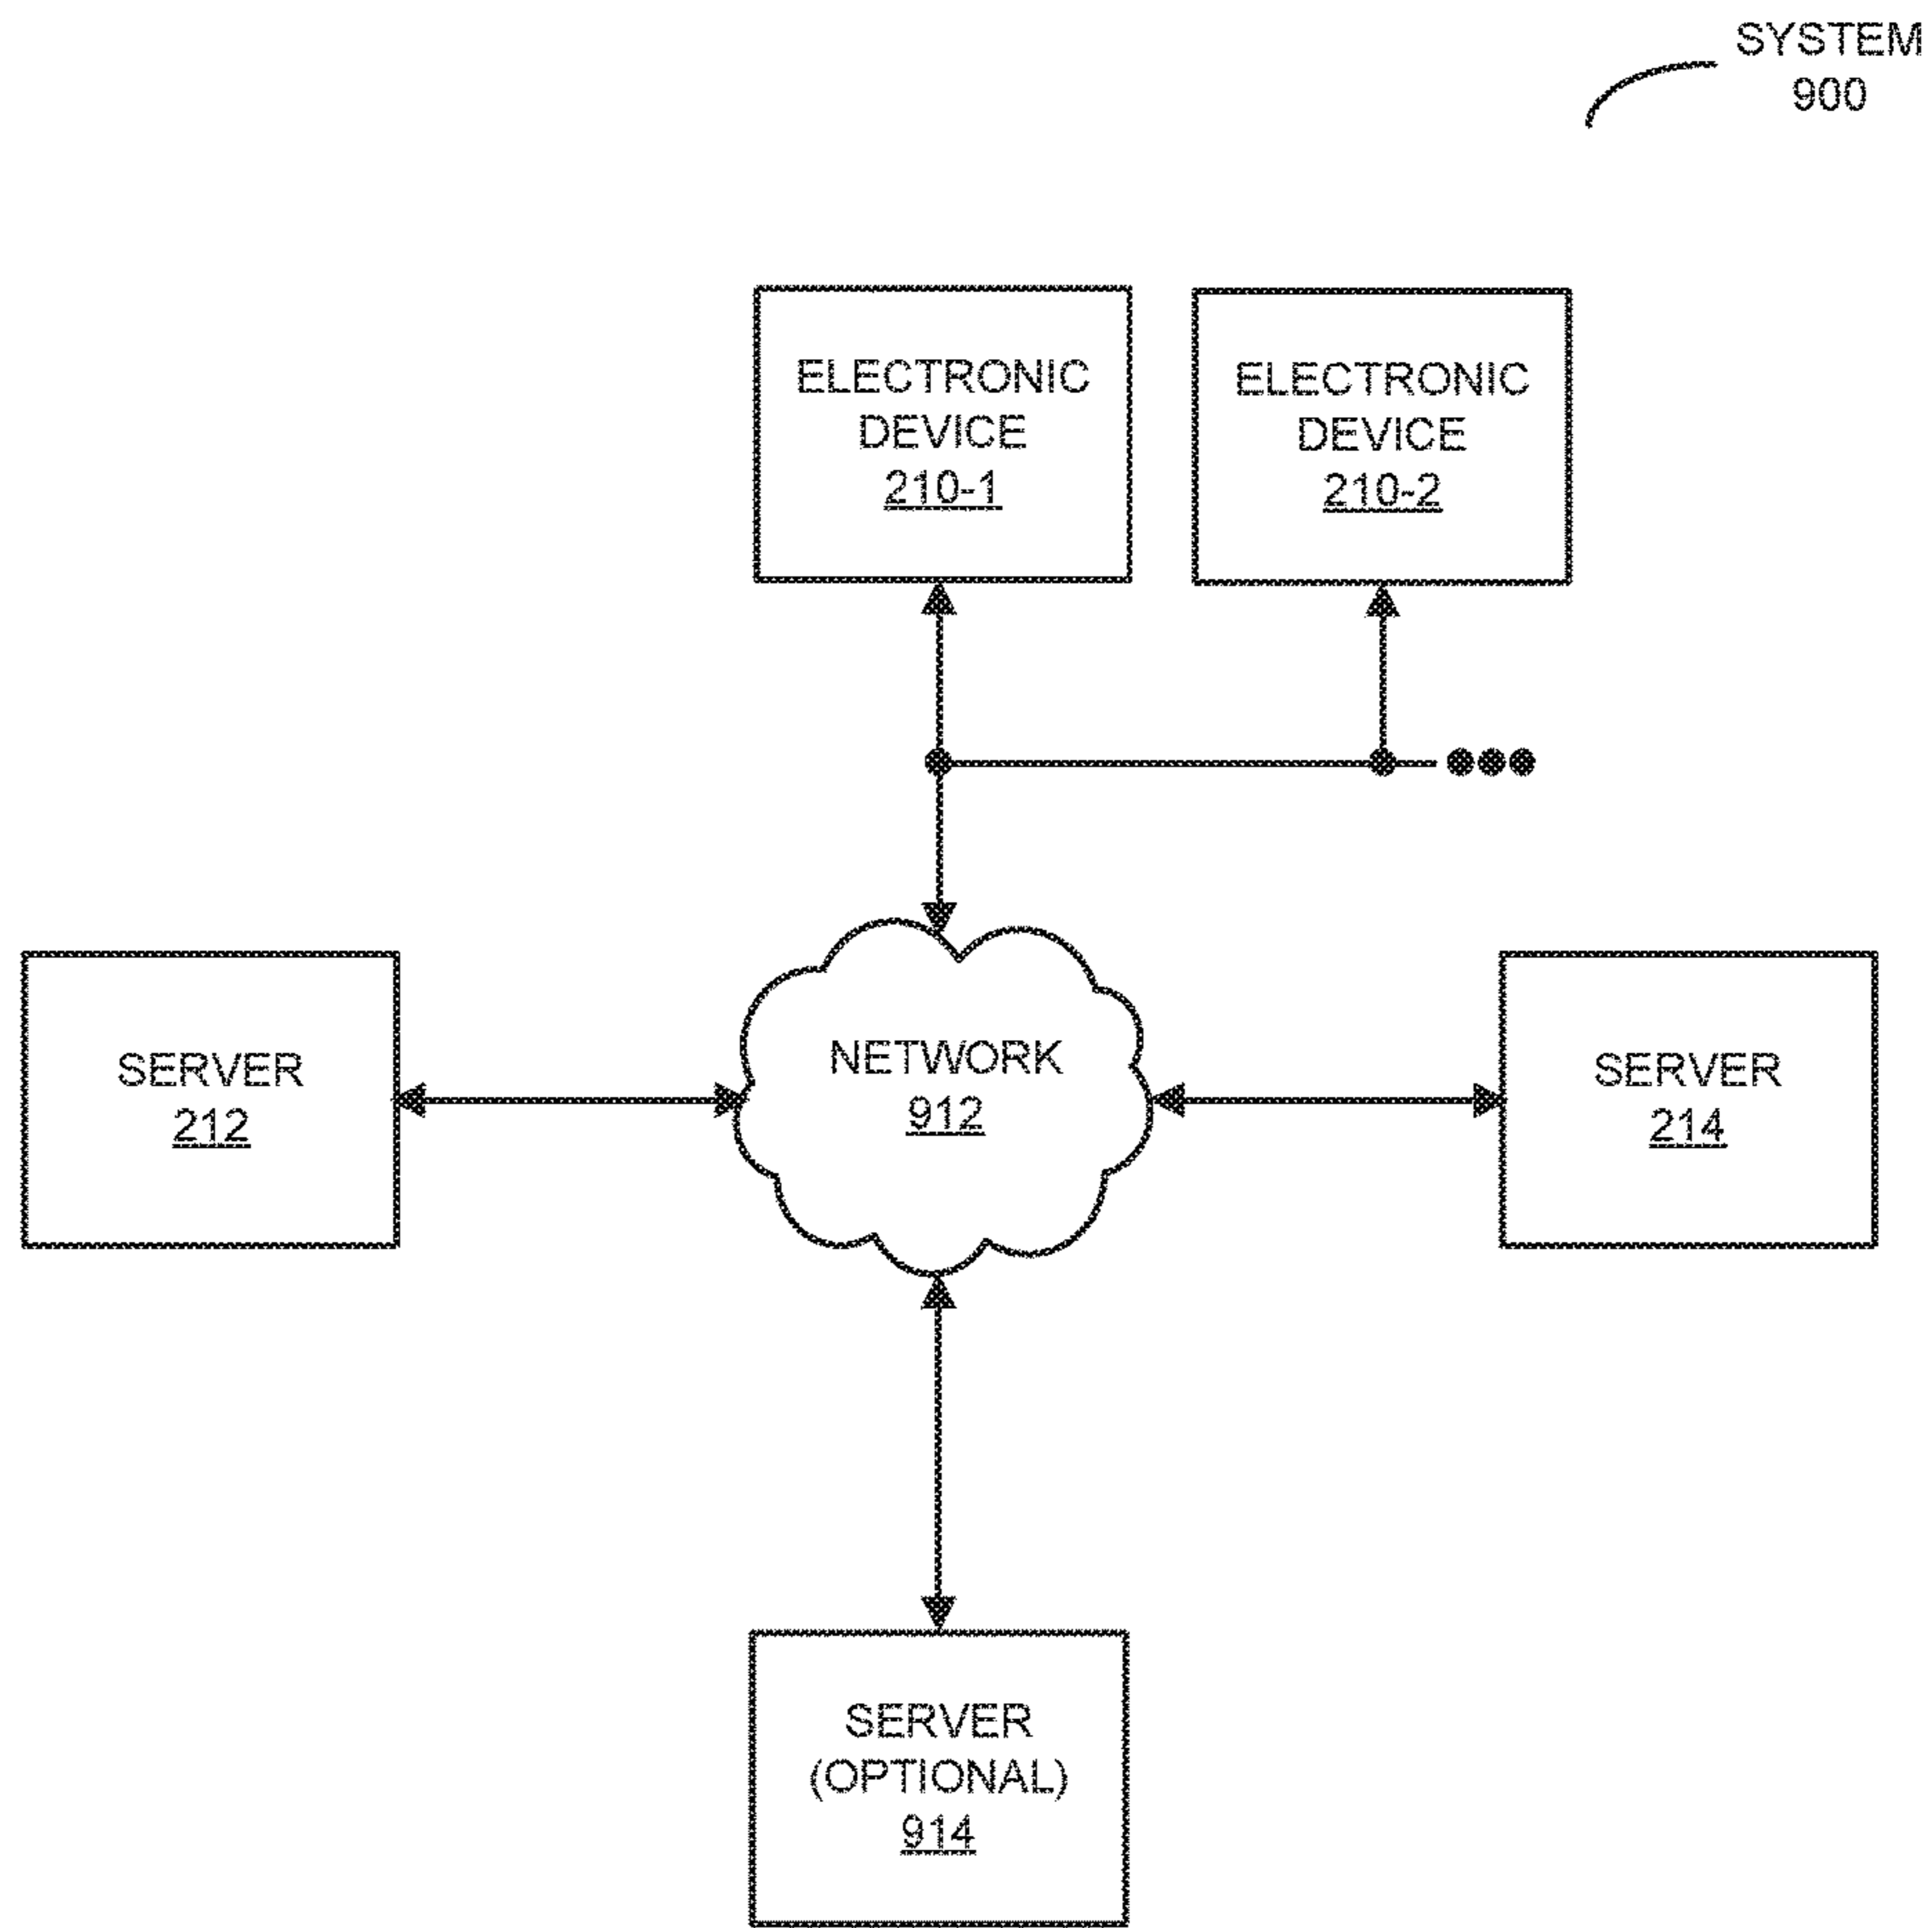 SYSTEM
900
ELECTRONIC
DEVICE
210-1
ELECTRONIC
DEVICE
210-2
SERVER
212
NETWORK
912
SERVER
214
SERVER
(OPTIONAL)
914